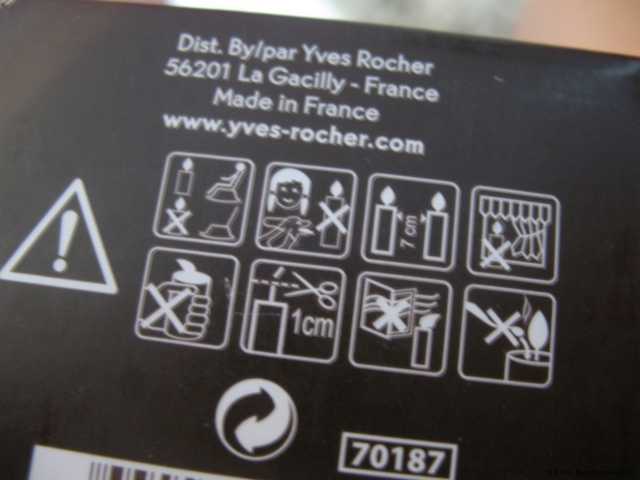 Dist. By/par Yves Rocher
56201 La Gacilly - France
Made in France
www.yves-rocher.com
7 cm
1cm
70187